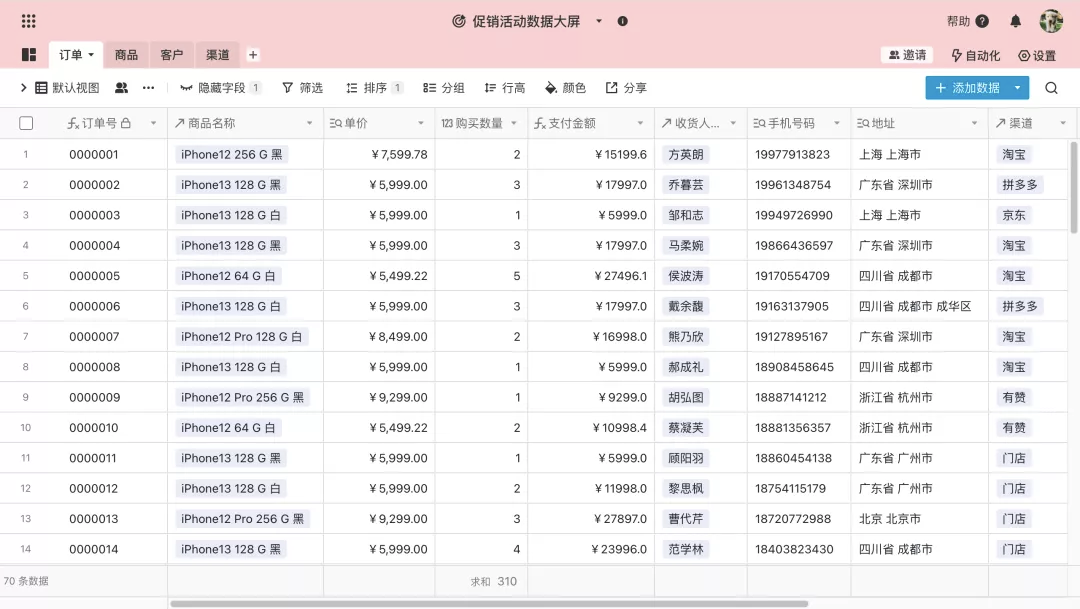 促销活动数据大屏
帮助
订单 商品 客户 渠道 +
邀请 自动化 设置
默认视图 隐藏字段 1 筛选 排序 1 分组 行高 颜色 分享 + 添加数据
订单号 商品名称 单价 123 购买数量 支付金额 收货人... 手机号码 地址 渠道
1 0000001 iPhone12 256 G 黑 ¥7,599.78 2 ¥15199.6 方英朗 19977913823 上海 上海市 淘宝
2 0000002 iPhone13 128 G 黑 ¥5,999.00 3 ¥17997.0 乔暮芸 19961348754 广东省 深圳市 拼多多
3 0000003 iPhone13 128 G 白 ¥5,999.00 1 ¥5999.0 邹和志 19949726990 上海 上海市 京东
4 0000004 iPhone13 128 G 黑 ¥5,999.00 3 ¥17997.0 马柔婉 19866436597 广东省 深圳市 淘宝
5 0000005 iPhone12 64 G 白 ¥5,499.22 5 ¥27496.1 侯波涛 19170554709 四川省 成都市 淘宝
6 0000006 iPhone13 128 G 白 ¥5,999.00 3 ¥17997.0 戴余馥 19163137905 四川省 成都市 成华区 拼多多
7 0000007 iPhone12 Pro 128 G 白 ¥8,499.00 2 ¥16998.0 熊乃欣 19127895167 广东省 深圳市 淘宝
8 0000008 iPhone13 128 G 白 ¥5,999.00 1 ¥5999.0 郝成礼 18908458645 四川省 成都市 淘宝
9 0000009 iPhone12 Pro 256 G 黑 ¥9,299.00 1 ¥9299.0 胡弘图 18887141212 浙江省 杭州市 有赞
10 0000010 iPhone12 64 G 白 ¥5,499.22 2 ¥10998.4 蔡凝芙 18881356357 浙江省 杭州市 有赞
11 0000011 iPhone13 128 G 黑 ¥5,999.00 1 ¥5999.0 顾阳羽 18860454138 广东省 广州市 门店
12 0000012 iPhone13 128 G 白 ¥5,999.00 2 ¥11998.0 黎思枫 18754115179 广东省 广州市 门店
13 0000013 iPhone12 Pro 256 G 黑 ¥9,299.00 3 ¥27897.0 曹代芹 18720772988 北京 北京市 门店
14 0000014 iPhone13 128 G 黑 ¥5,999.00 4 ¥23996.0 范学林 18403823430 四川省 成都市 门店
70 条数据 求和 310